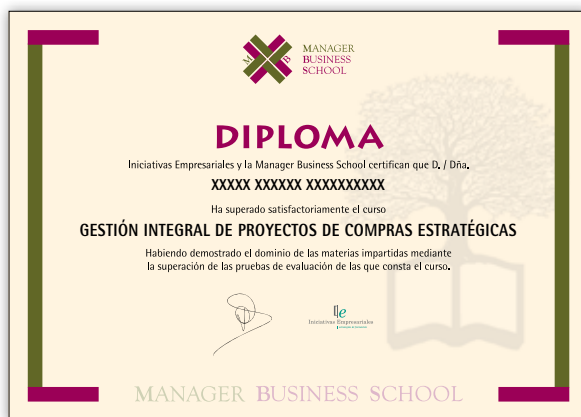 M B
MANAGER
BUSINESS
SCHOOL
DIPLOMA
Iniciativas Empresariales y la Manager Business School certifican que D. / Dña.
XXXXX XXXXXX XXXXXXXXXX
Ha superado satisfactoriamente el curso
GESTIÓN INTEGRAL DE PROYECTOS DE COMPRAS ESTRATÉGICAS
Habiendo demostrado el dominio de las materias impartidas mediante
la superación de las pruebas de evaluación de las que consta el curso.
Ie
Iniciativas Empresariales
MANAGER BUSINESS SCHOOL